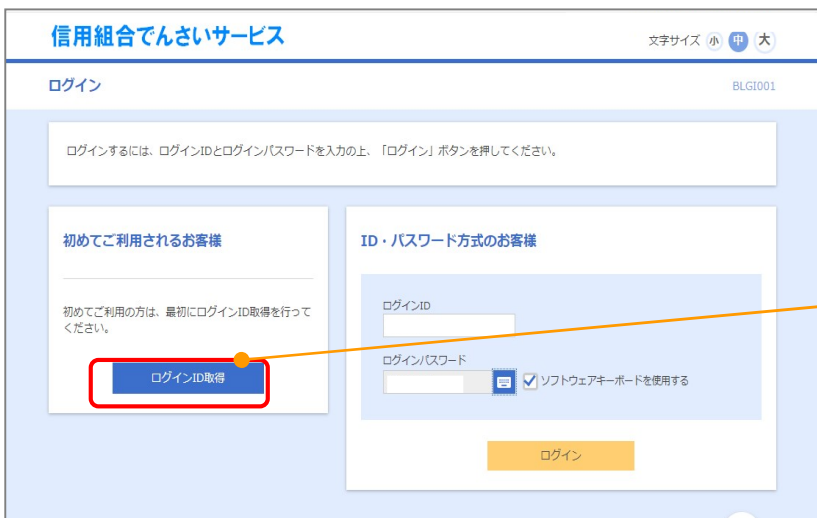 信用組合でんさいサービス
文字サイズ 小 中 大
ログイン
BLGI001
ログインするには、ログインIDとログインパスワードを入力の上、「ログイン」ボタンを押してください。
初めてご利用されるお客様
初めてご利用の方は、最初にログインID取得を行って
ください。
ログインID取得
ID・パスワード方式のお客様
ログインID
ログインパスワード
ソフトウェアキーボードを使用する
ログイン